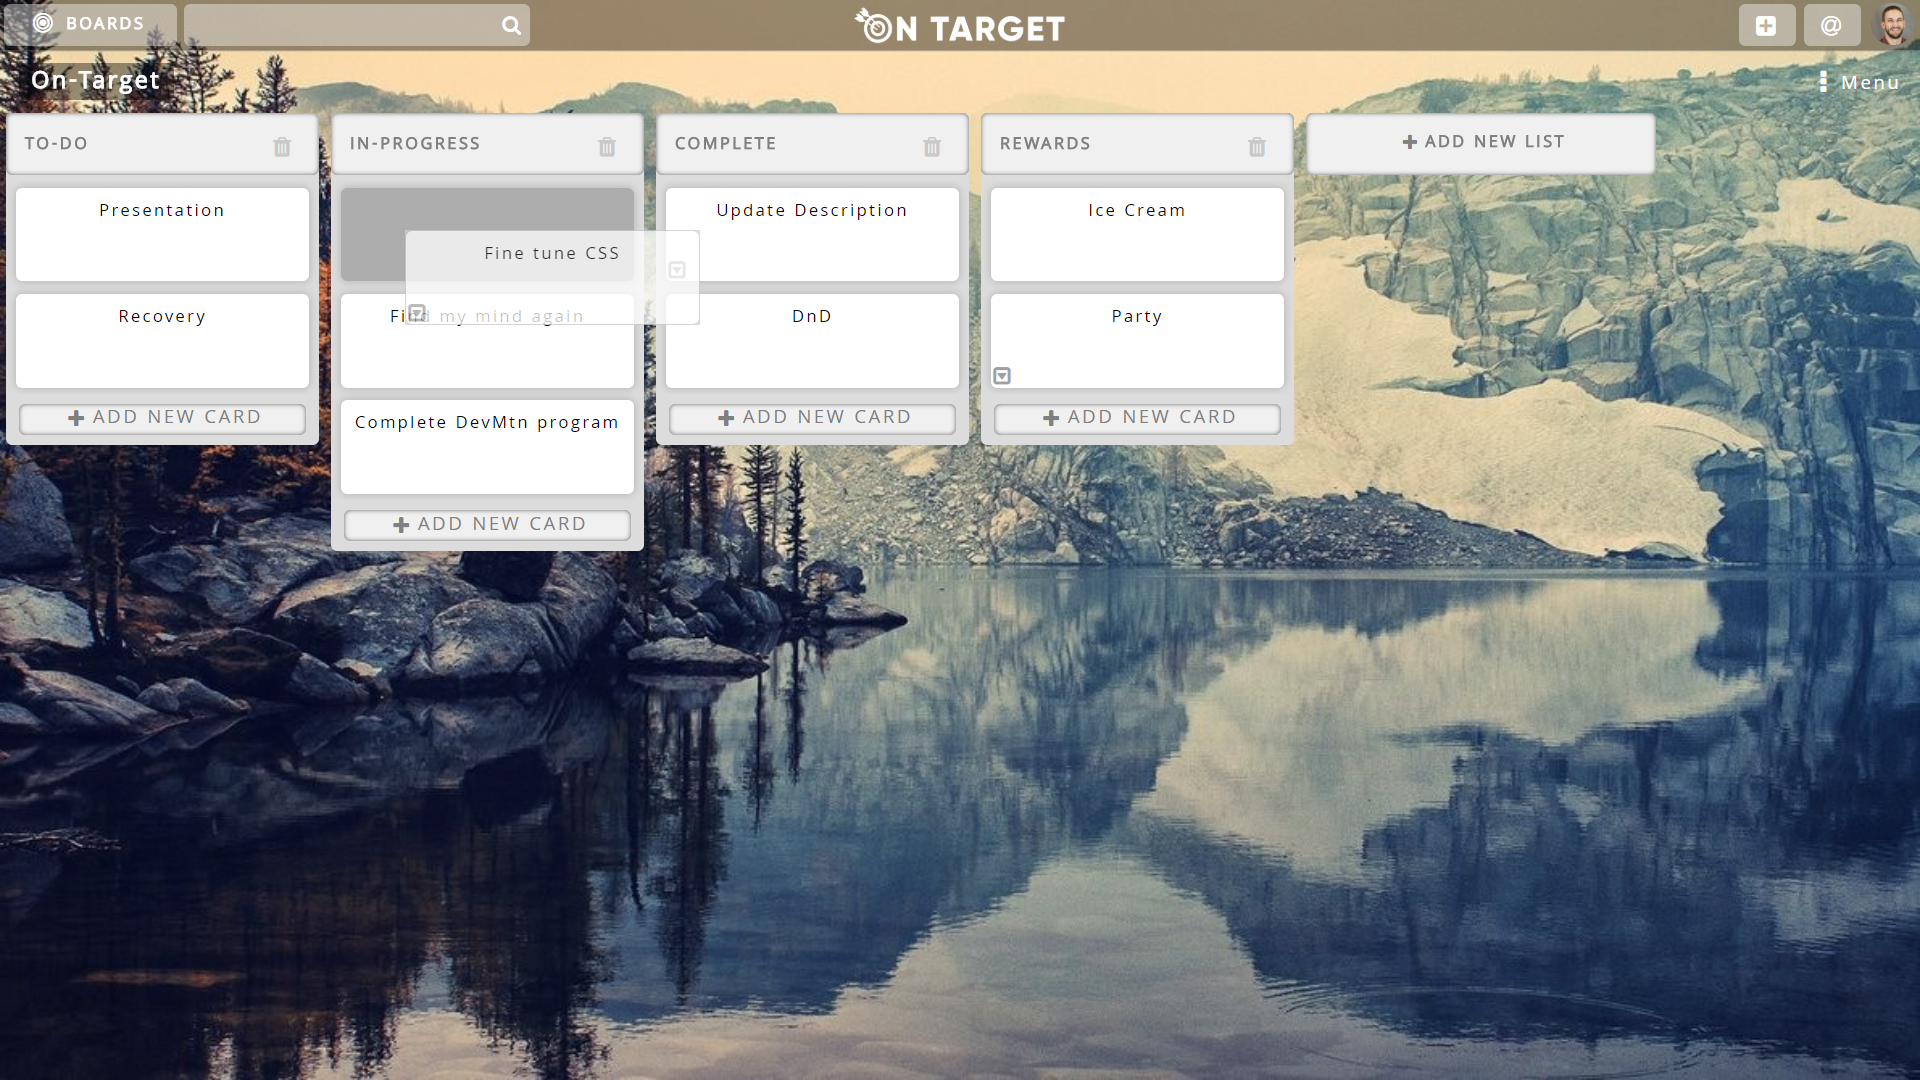 BOARDS
ON TARGET
@
On-Target
Menu
TO-DO
Presentation
Recovery
ADD NEW CARD
IN-PROGRESS
Fine tune CSS
Find my mind again
Complete DevMtn program
ADD NEW CARD
COMPLETE
Update Description
DnD
ADD NEW CARD
REWARDS
Ice Cream
Party
ADD NEW CARD
ADD NEW LIST